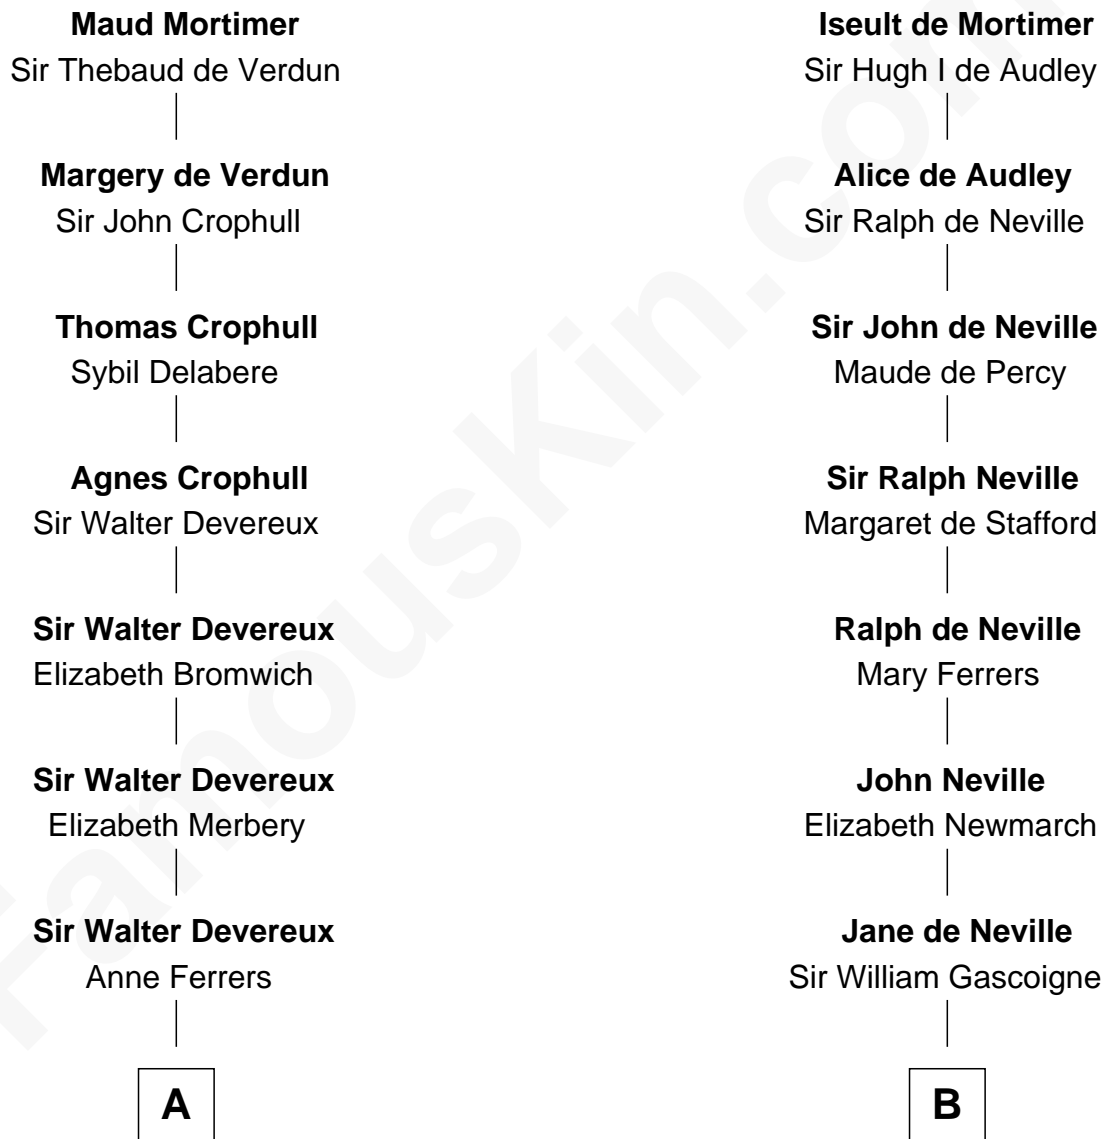 Maud Mortimer
Sir Thebaud de Verdun
Margery de Verdun
Sir John Crophull
Thomas Crophull
Sybil Delabere
Agnes Crophull
Sir Walter Devereux
Sir Walter Devereux
Elizabeth Bromwich
Sir Walter Devereux
Elizabeth Merbery
Sir Walter Devereux
Anne Ferrers
A
Iseult de Mortimer
Sir Hugh I de Audley
Alice de Audley
Sir Ralph de Neville
Sir John de Neville
Maude de Percy
Sir Ralph Neville
Margaret de Stafford
Ralph de Neville
Mary Ferrers
John Neville
Elizabeth Newmarch
Jane de Neville
Sir William Gascoigne
B
FamousKin.com